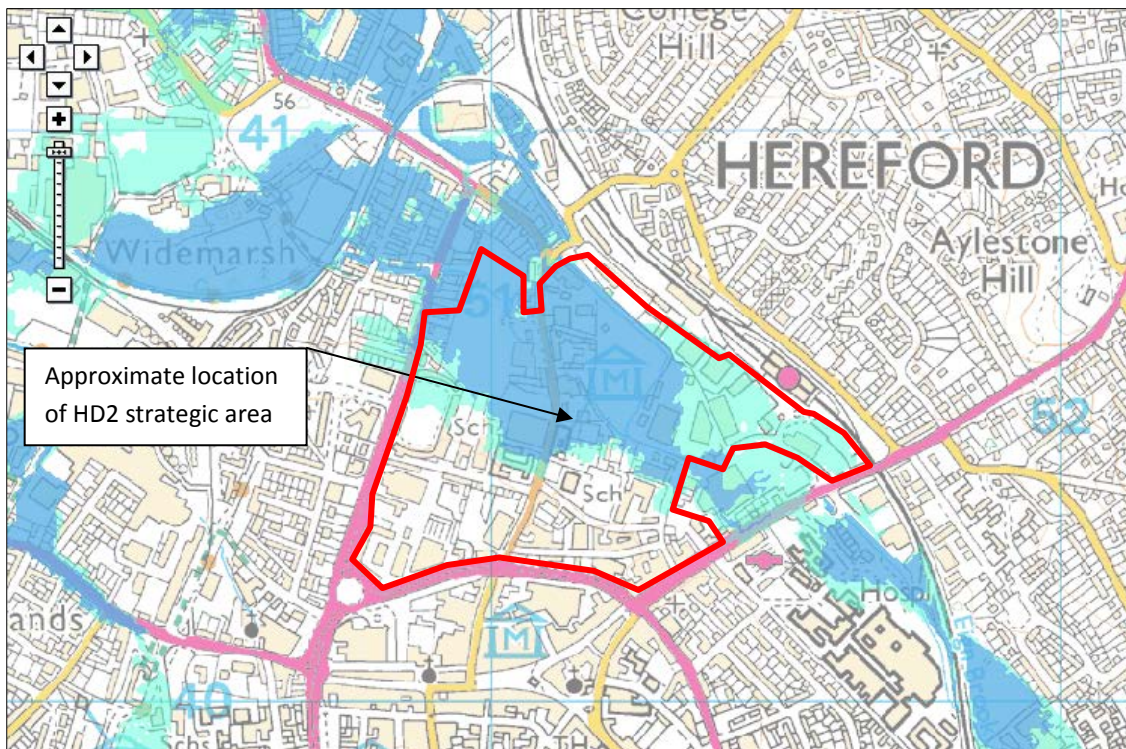 College
Hill
56
41
HEREFORD
Widemarsh
Aylestone
Hill
51
M
Approximate location
of HD2 strategic area
52
Sch
Sch
Hospl
ands
M
40